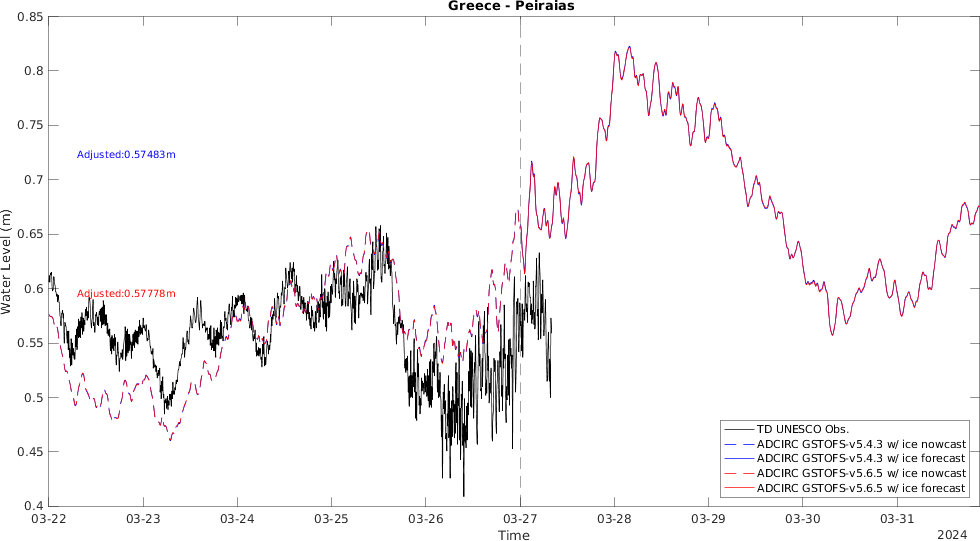 Greece - Peiraias
0.85
0.8
0.75
0.7
0.65
0.6
0.55
0.5
0.45
0.4
Water Level (m)
Adjusted:0.57483m
Adjusted:0.57778m
TD UNESCO Obs.
ADCIRC GSTOFS-v5.4.3 w/ ice nowcast
ADCIRC GSTOFS-v5.4.3 w/ ice forecast
ADCIRC GSTOFS-v5.6.5 w/ ice nowcast
ADCIRC GSTOFS-v5.6.5 w/ ice forecast
03-22 03-23 03-24 03-25 03-26 03-27 03-28 03-29 03-30 03-31
Time
2024